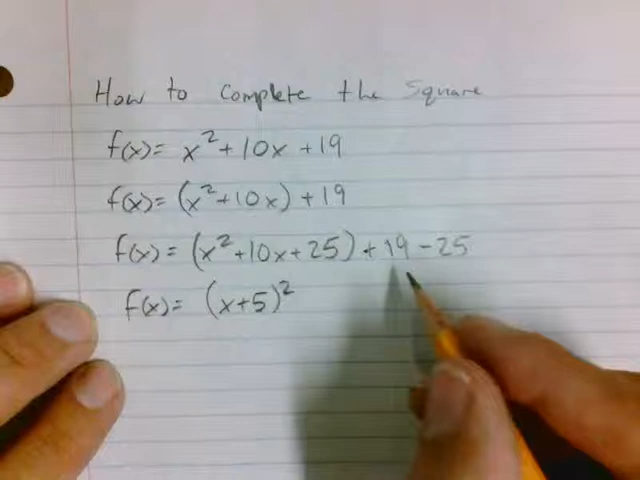 How to complete the Square
f(x)= x²+10x+19
f(x)= (x²+10x)+19
f(x)= (x²+10x+25)+19-25
f(x)= (x+5)²